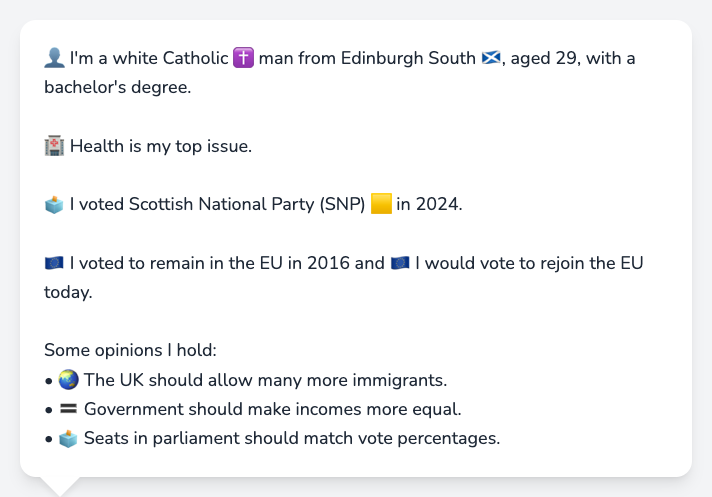 👤 I'm a white Catholic ✝️ man from Edinburgh South 🏴󠁧󠁢󠁳󠁣󠁴󠁿, aged 29, with a
bachelor's degree.
🏥 Health is my top issue.
🗳️ I voted Scottish National Party (SNP) 🟨 in 2024.
🇪🇺 I voted to remain in the EU in 2016 and 🇪🇺 I would vote to rejoin the EU
today.
Some opinions I hold:
• 🌏 The UK should allow many more immigrants.
• 🟰 Government should make incomes more equal.
• 🗳️ Seats in parliament should match vote percentages.